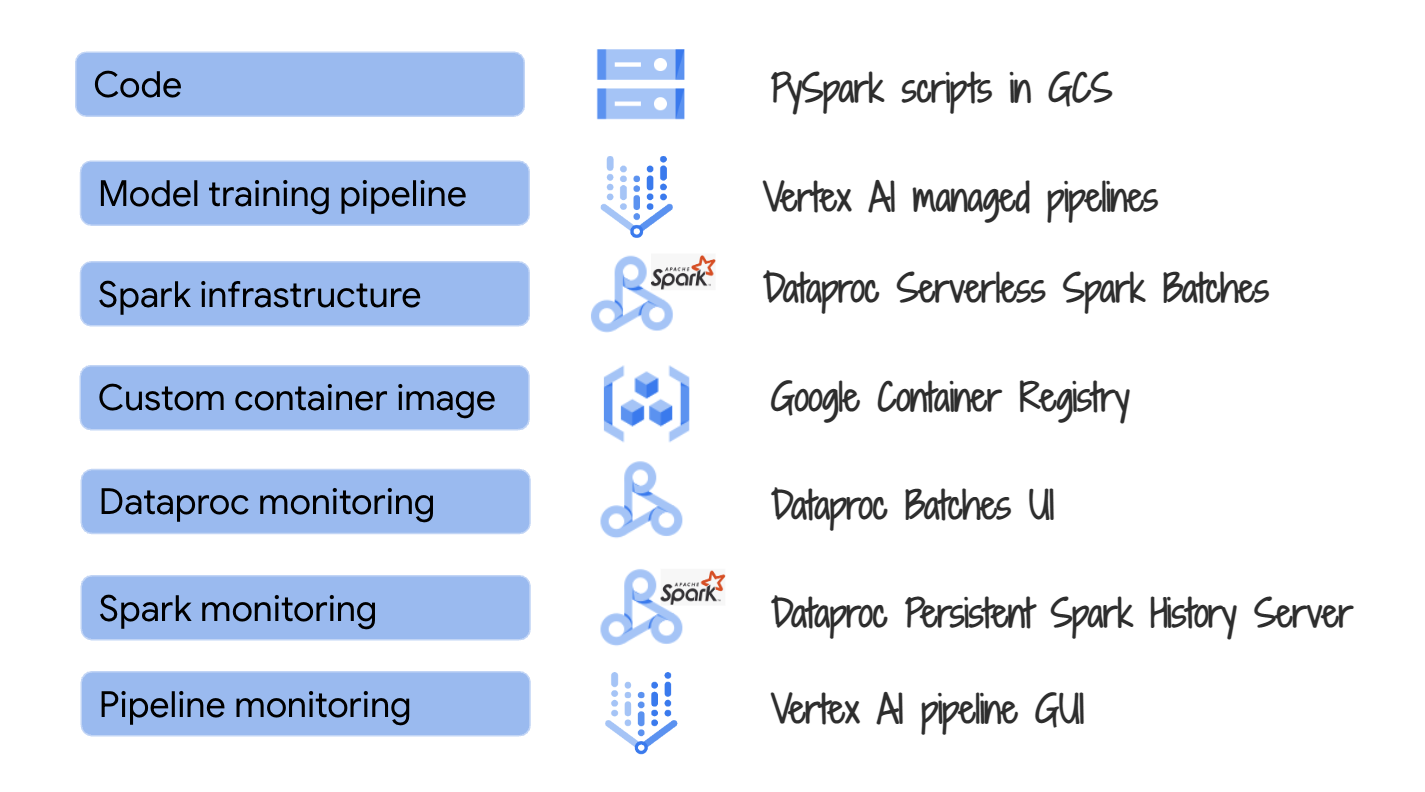 Code
PySpark scripts in GCS
Model training pipeline
Vertex AI managed pipelines
Spark infrastructure
APACHE
Spark
Dataproc Serverless Spark Batches
Custom container image
Google Container Registry
Dataproc monitoring
Dataproc Batches UI
Spark monitoring
APACHE
Spark
Dataproc Persistent Spark History Server
Pipeline monitoring
Vertex AI pipeline GUI